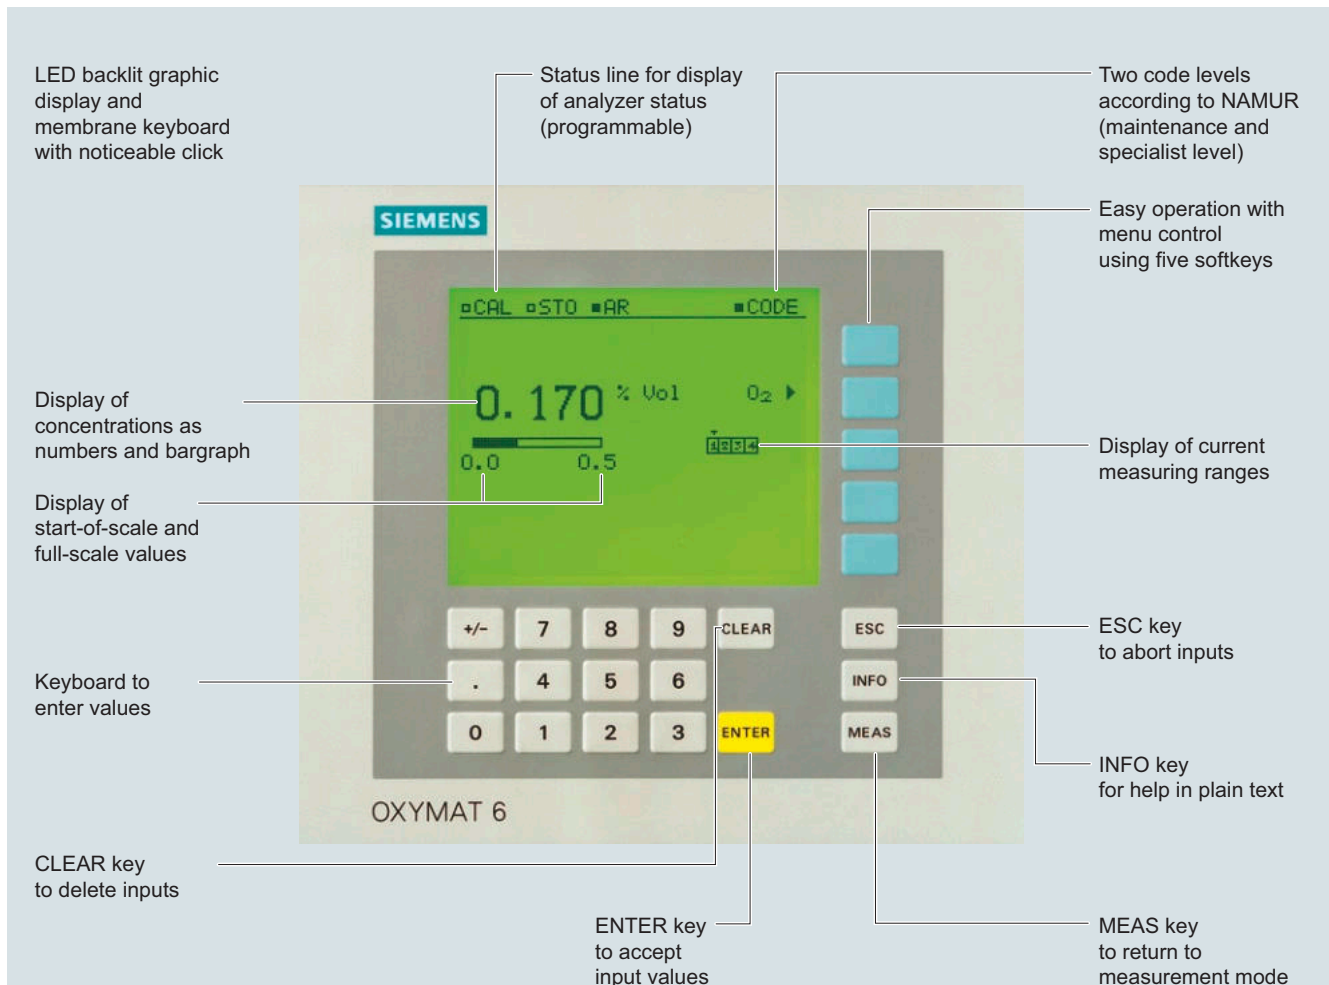 LED backlit graphic
display and
membrane keyboard
with noticeable click
Status line for display
of analyzer status
(programmable)
Two code levels
according to NAMUR
(maintenance and
specialist level)
Easy operation with
menu control
using five softkeys
SIEMENS
CAL STO AR CODE
0.170 % Vol O2
1 2 3 4
0.0 0.5
Display of
concentrations as
numbers and bargraph
Display of current
measuring ranges
Display of
start-of-scale and
full-scale values
+/- 7 8 9 CLEAR ESC
. 4 5 6 INFO
0 1 2 3 ENTER MEAS
ESC key
to abort inputs
Keyboard to
enter values
INFO key
for help in plain text
OXYMAT 6
CLEAR key
to delete inputs
ENTER key
to accept
input values
MEAS key
to return to
measurement mode